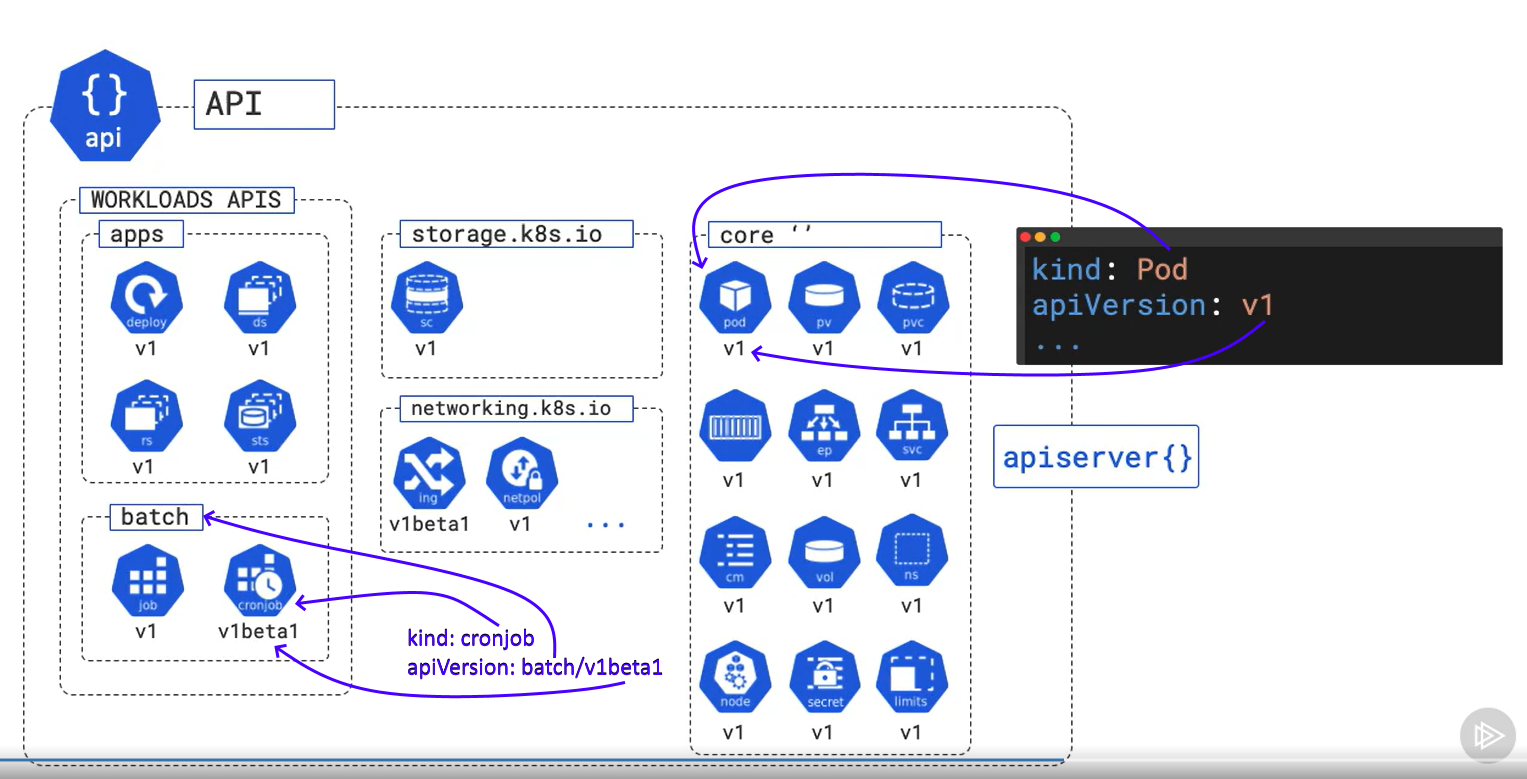 {}
api
API
WORKLOADS APIS
apps
deploy
v1
ds
v1
rs
v1
sts
v1
batch
job
v1
cronjob
v1beta1
storage.k8s.io
sc
v1
networking.k8s.io
ing
v1beta1
netpol
v1
...
kind: cronjob
apiVersion: batch/v1beta1
core ‘’
pod
v1
pv
v1
pvc
v1
v1
ep
v1
svc
v1
cm
v1
vol
v1
ns
v1
node
v1
secret
v1
limits
v1
kind: Pod
apiVersion: v1
...
apiserver{}